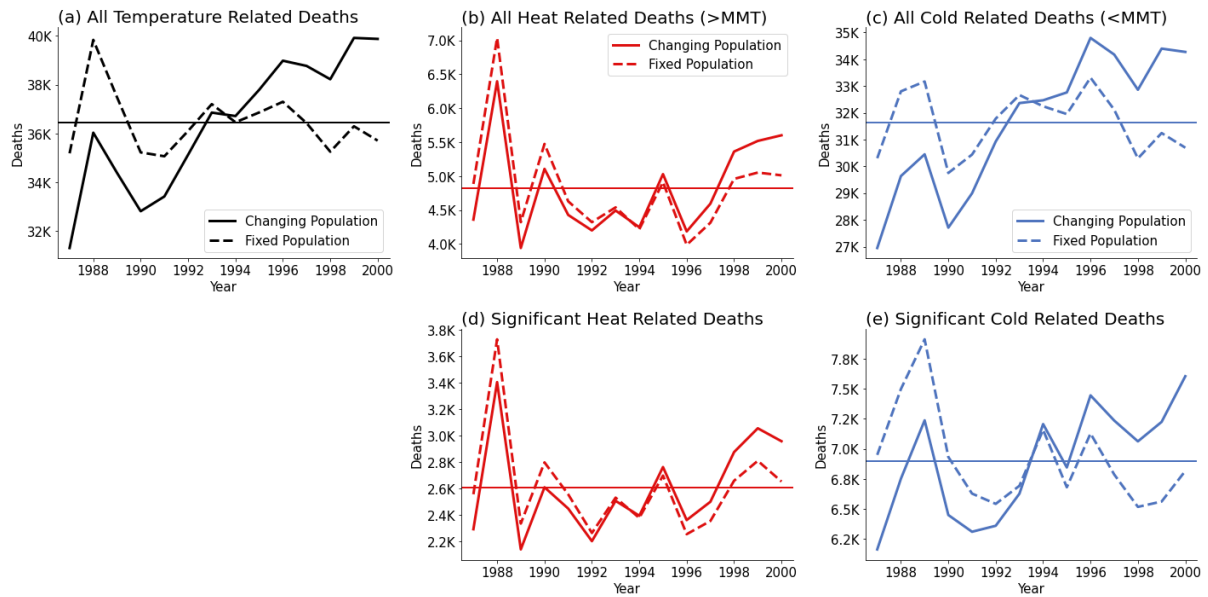 (a) All Temperature Related Deaths
40K
38K
36K
34K
32K
Deaths
Changing Population
Fixed Population
1988 1990 1992 1994 1996 1998 2000
Year
(b) All Heat Related Deaths (>MMT)
7.0K
6.5K
6.0K
5.5K
5.0K
4.5K
4.0K
Deaths
Changing Population
Fixed Population
1988 1990 1992 1994 1996 1998 2000
Year
(c) All Cold Related Deaths (<MMT)
35K
34K
33K
32K
31K
30K
29K
28K
27K
Deaths
Changing Population
Fixed Population
1988 1990 1992 1994 1996 1998 2000
Year
(d) Significant Heat Related Deaths
3.8K
3.6K
3.4K
3.2K
3.0K
2.8K
2.6K
2.4K
2.2K
Deaths
1988 1990 1992 1994 1996 1998 2000
Year
(e) Significant Cold Related Deaths
7.8K
7.5K
7.2K
7.0K
6.8K
6.5K
6.2K
Deaths
1988 1990 1992 1994 1996 1998 2000
Year